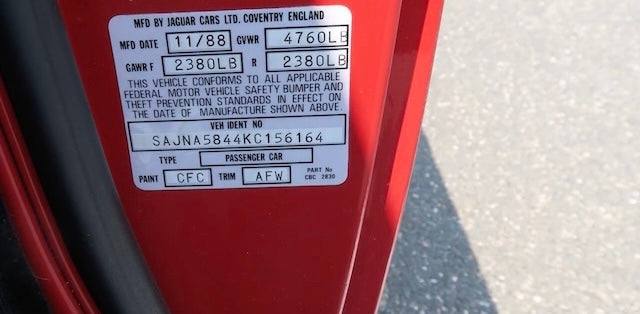 MFD BY JAGUAR CARS LTD. COVENTRY ENGLAND
MFD DATE 11/88 GVWR 4760LB
GAWR F 2380LB R 2380LB
THIS VEHICLE CONFORMS TO ALL APPLICABLE
FEDERAL MOTOR VEHICLE SAFETY BUMPER AND
THEFT PREVENTION STANDARDS IN EFFECT ON
THE DATE OF MANUFACTURE SHOWN ABOVE.
VEH IDENT NO
SAJNA5844KC156164
TYPE PASSENGER CAR
PAINT CFC TRIM AFW PART No
CBC 2830